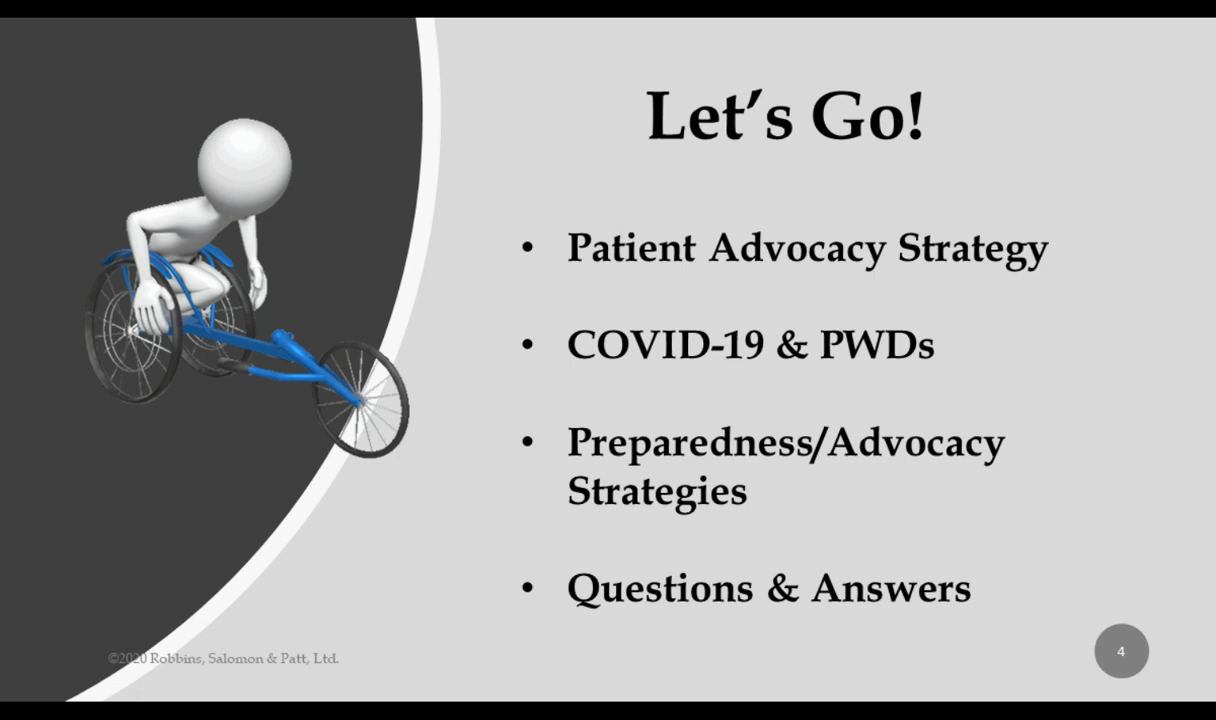 Let’s Go!
• Patient Advocacy Strategy
• COVID-19 & PWDs
• Preparedness/Advocacy
Strategies
• Questions & Answers
©2020 Robbins, Salomon & Patt, Ltd.
4